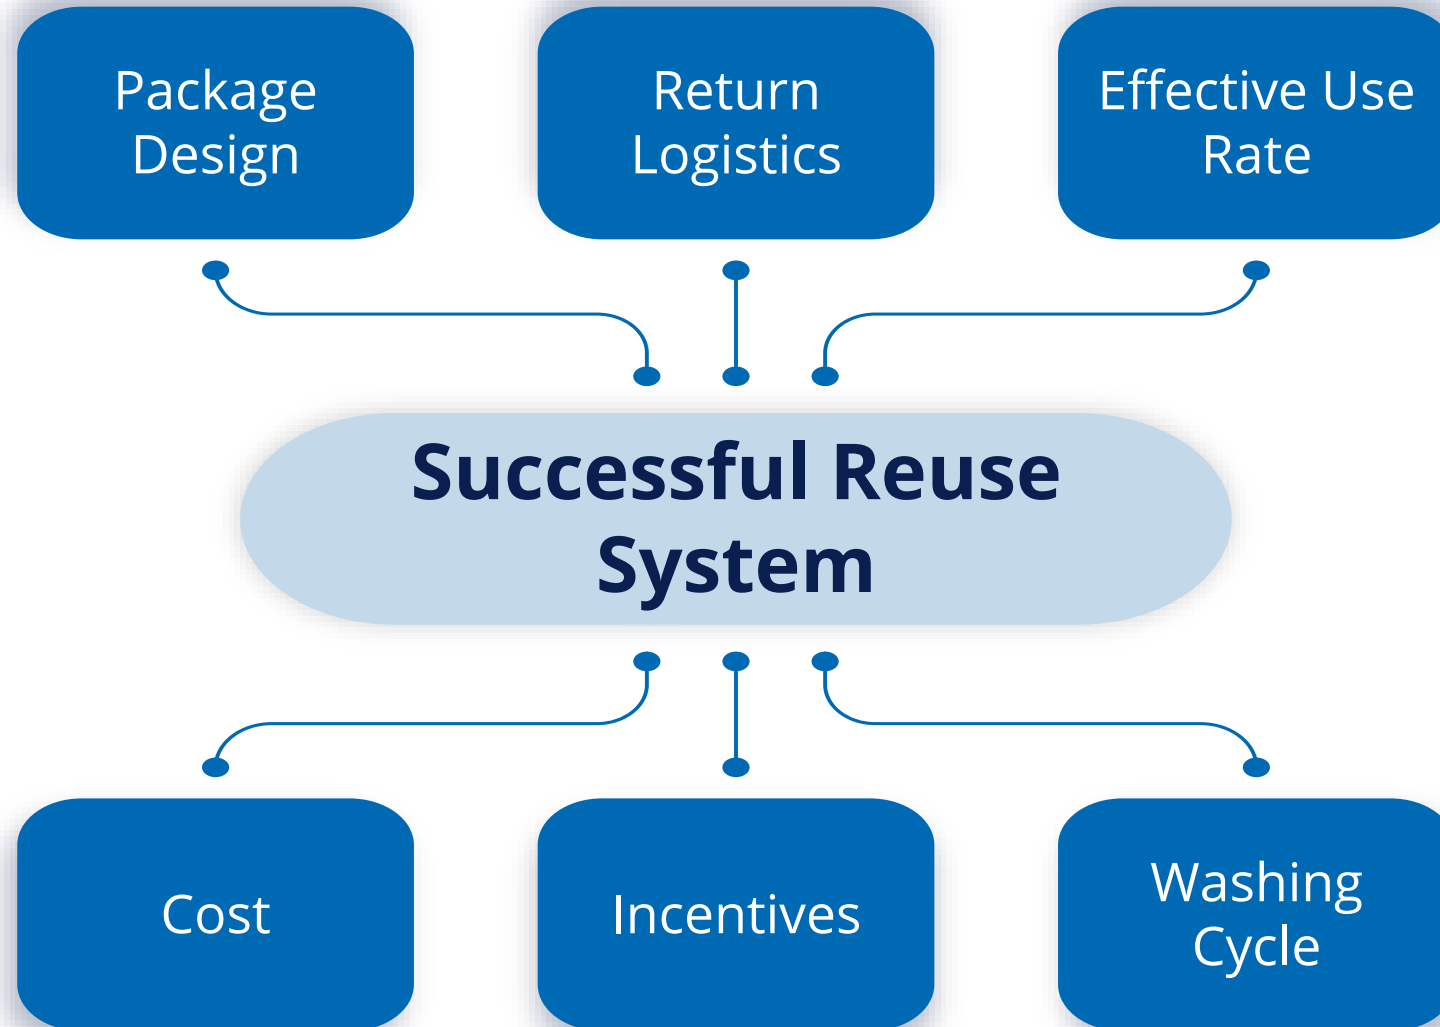 Package
Design
Return
Logistics
Effective Use
Rate
Successful Reuse
System
Cost
Incentives
Washing
Cycle